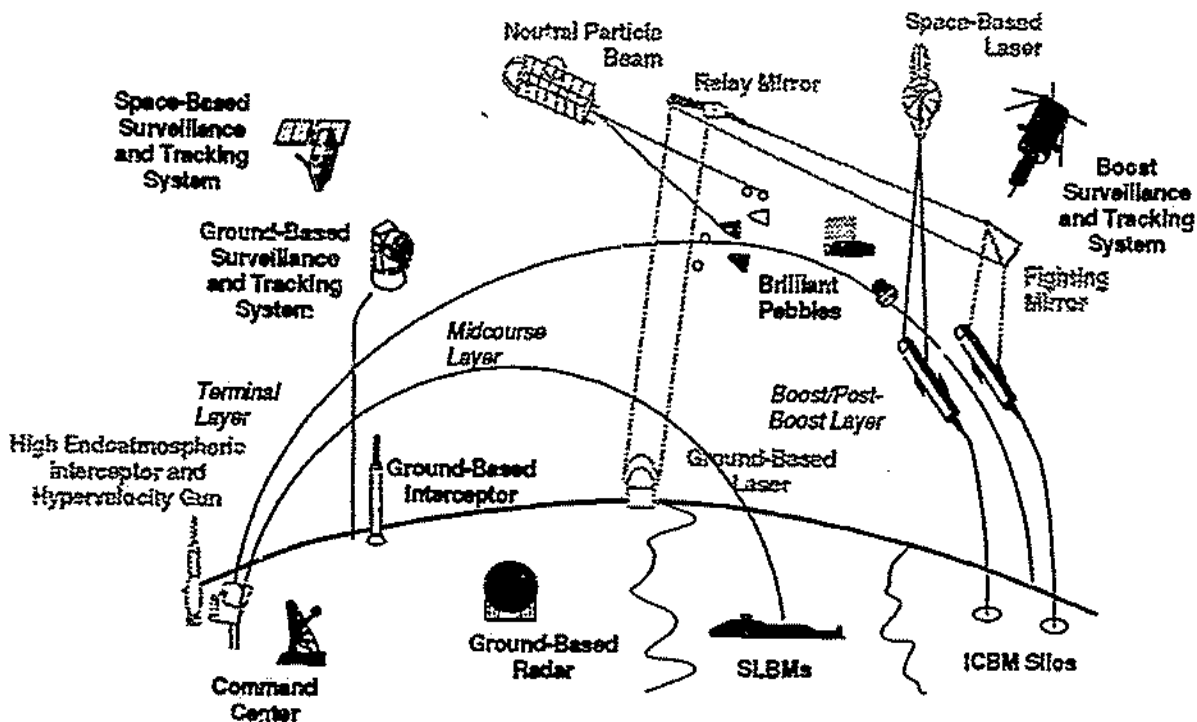 Neutral Particle
Beam
Space-Based
Laser
Relay Mirror
Space-Based
Surveillance
and Tracking
System
Boost
Surveillance
and Tracking
System
Ground-Based
Surveillance
and Tracking
System
Brilliant
Pebbles
Fighting
Mirror
Midcourse
Layer
Terminal
Layer
Boost/Post-
Boost Layer
High Endoatmospheric
Interceptor and
Hypervelocity Gun
Ground-Based
Interceptor
Ground-Based
Laser
Ground-Based
Radar
SLBMs
ICBM Silos
Command
Center